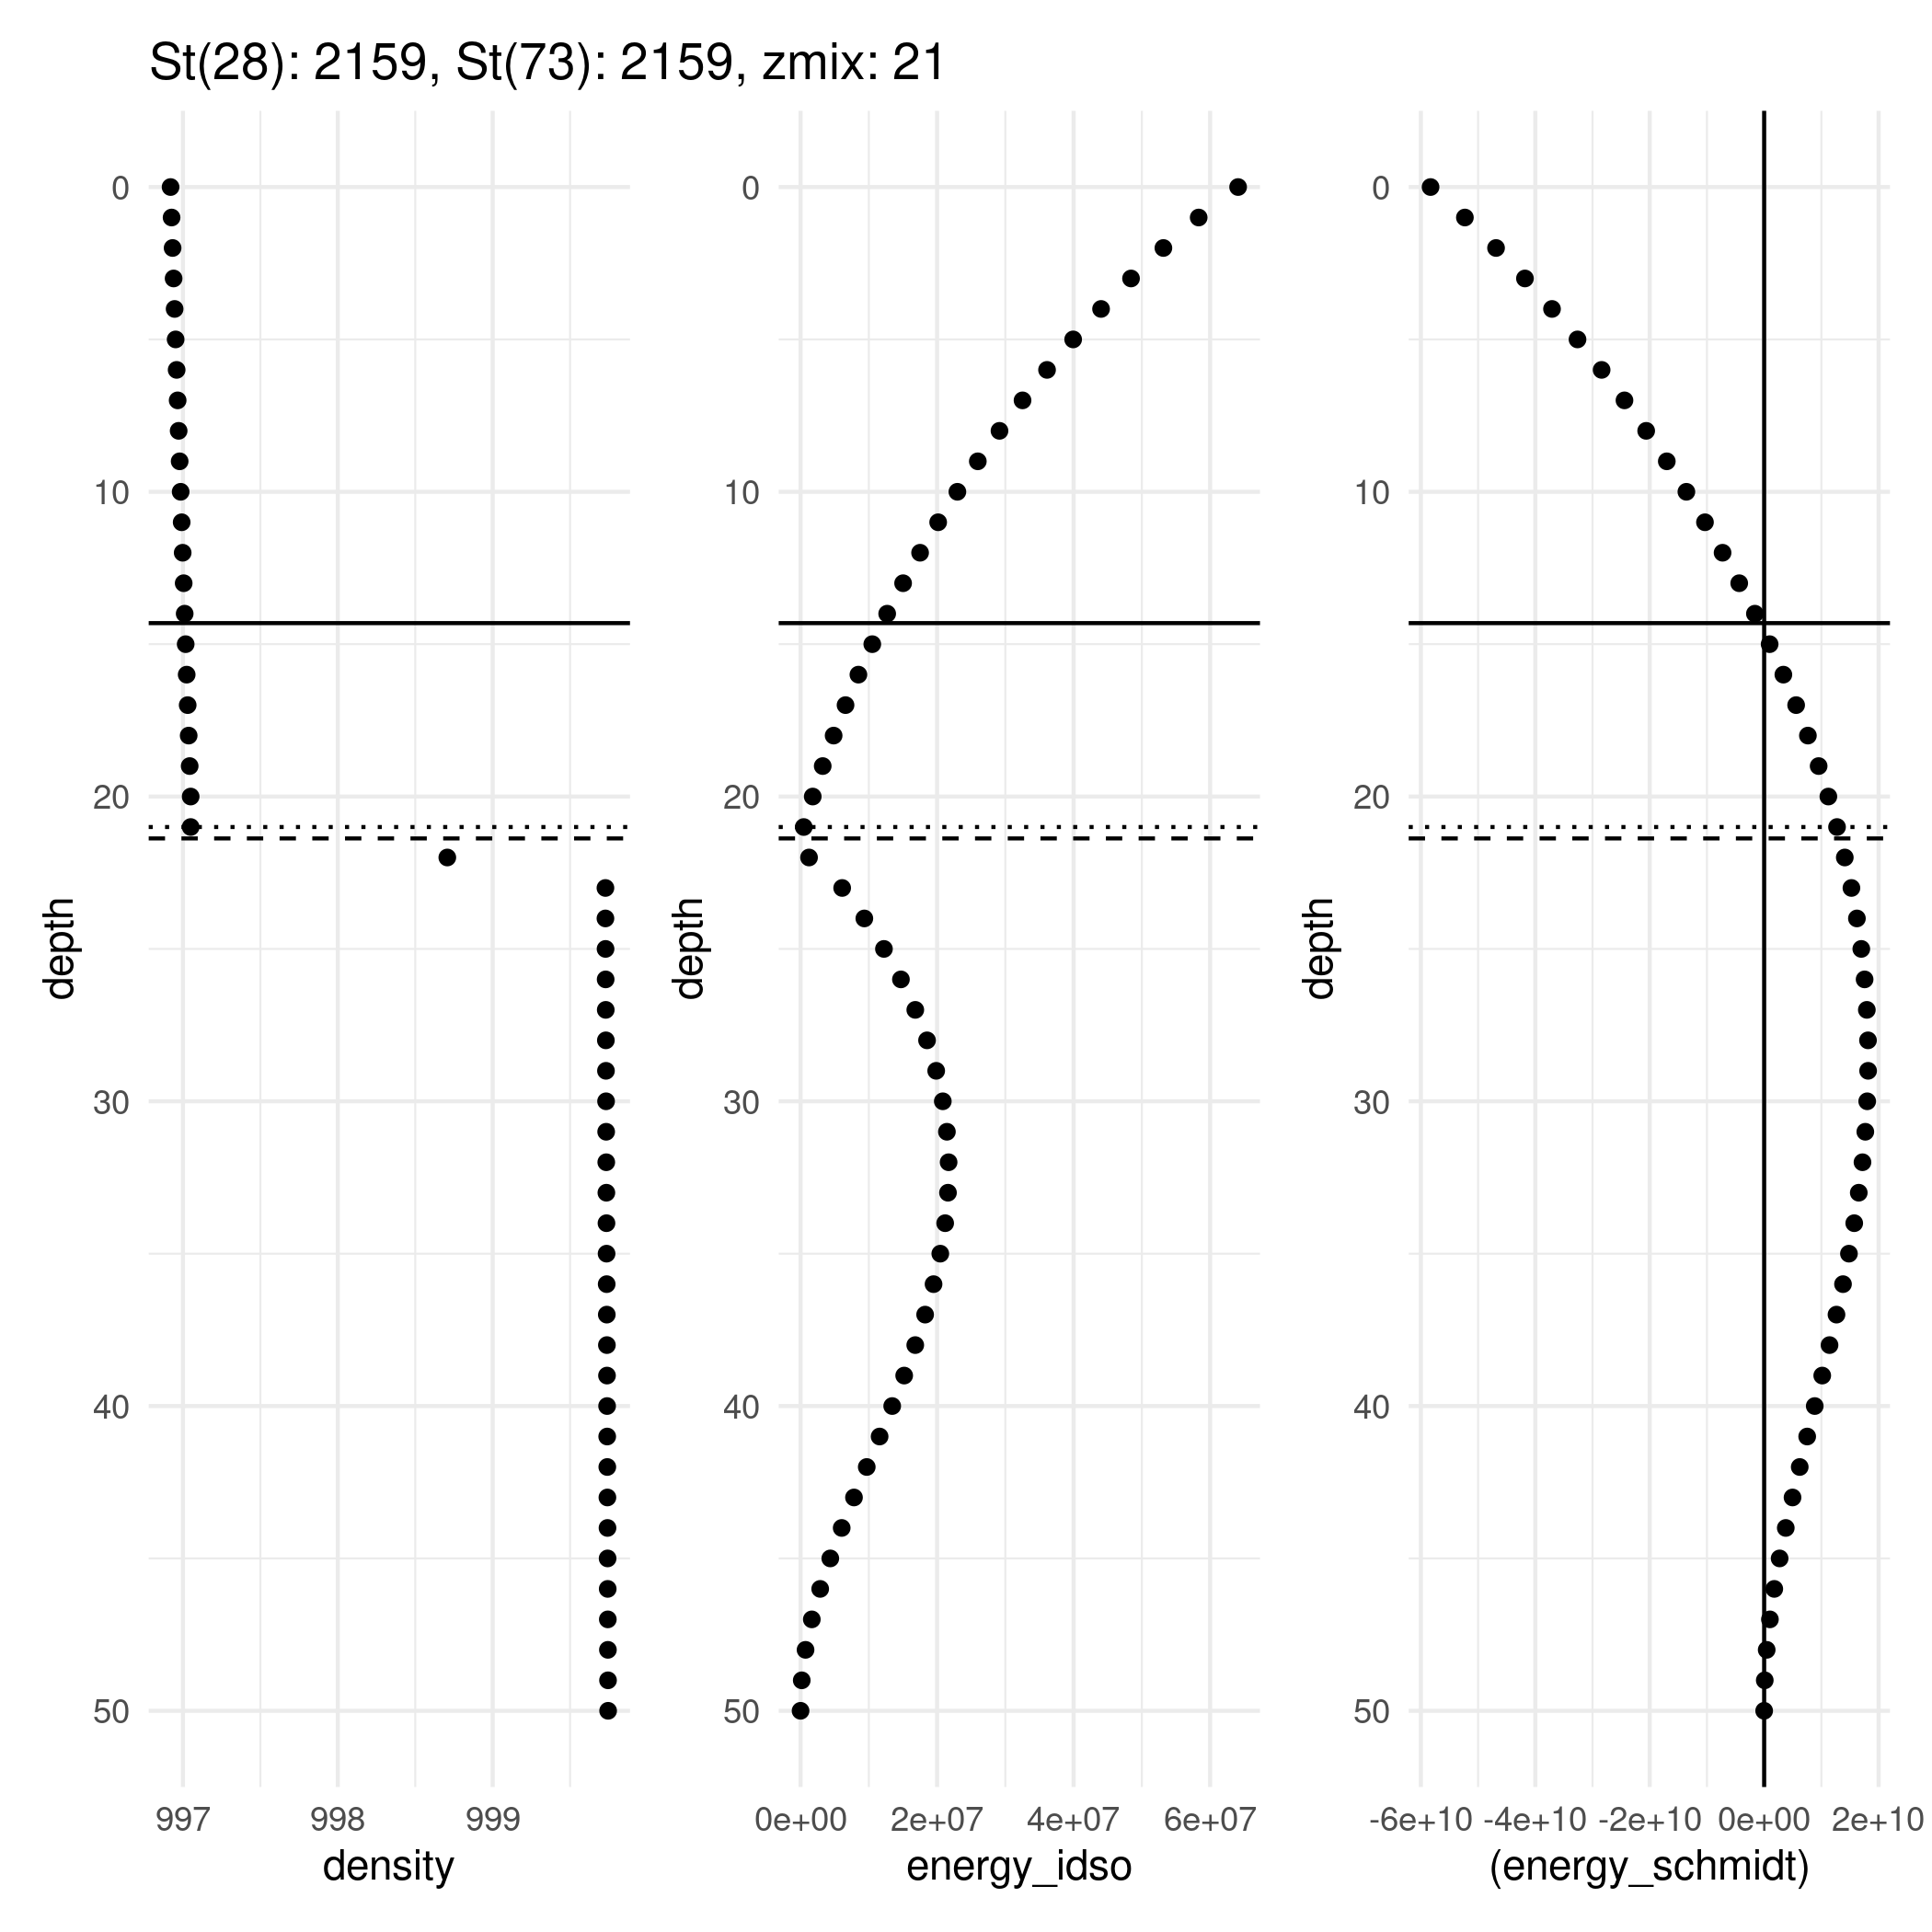 St(28): 2159, St(73): 2159, zmix: 21
0
10
20
30
40
50
depth
997 998 999
density
0
10
20
30
40
50
depth
0e+00 2e+07 4e+07 6e+07
energy_idso
0
10
20
30
40
50
depth
-6e+10 -4e+10 -2e+10 0e+00 2e+10
(energy_schmidt)